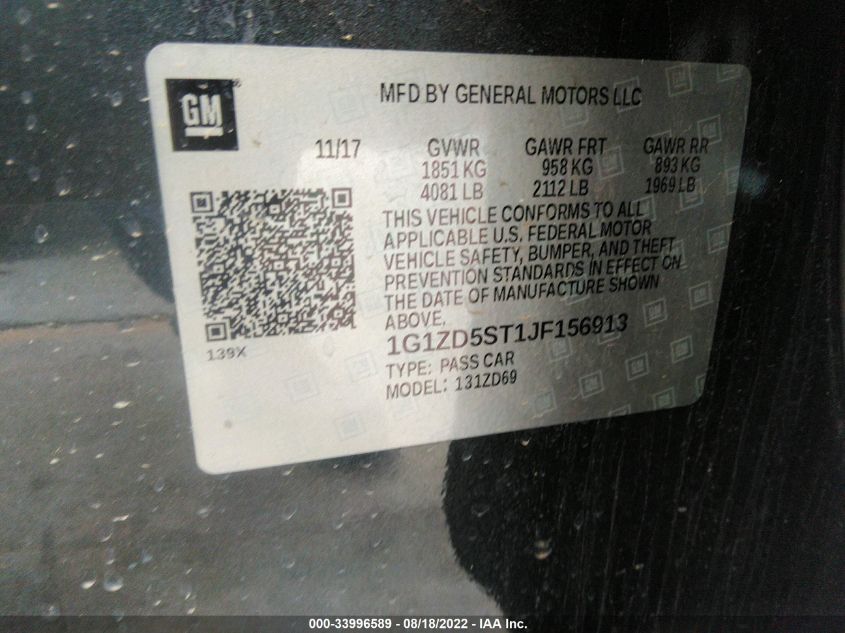 GM ®
MFD BY GENERAL MOTORS LLC
11/17 GVWR GAWR FRT GAWR RR
1851 KG 958 KG 893 KG
4081 LB 2112 LB 1969 LB
THIS VEHICLE CONFORMS TO ALL
APPLICABLE U.S. FEDERAL MOTOR
VEHICLE SAFETY, BUMPER, AND THEFT
PREVENTION STANDARDS IN EFFECT ON
THE DATE OF MANUFACTURE SHOWN
ABOVE.
139X
1G1ZD5ST1JF156913
TYPE: PASS CAR
MODEL: 131ZD69
000-33996589 - 08/18/2022 - IAA Inc.